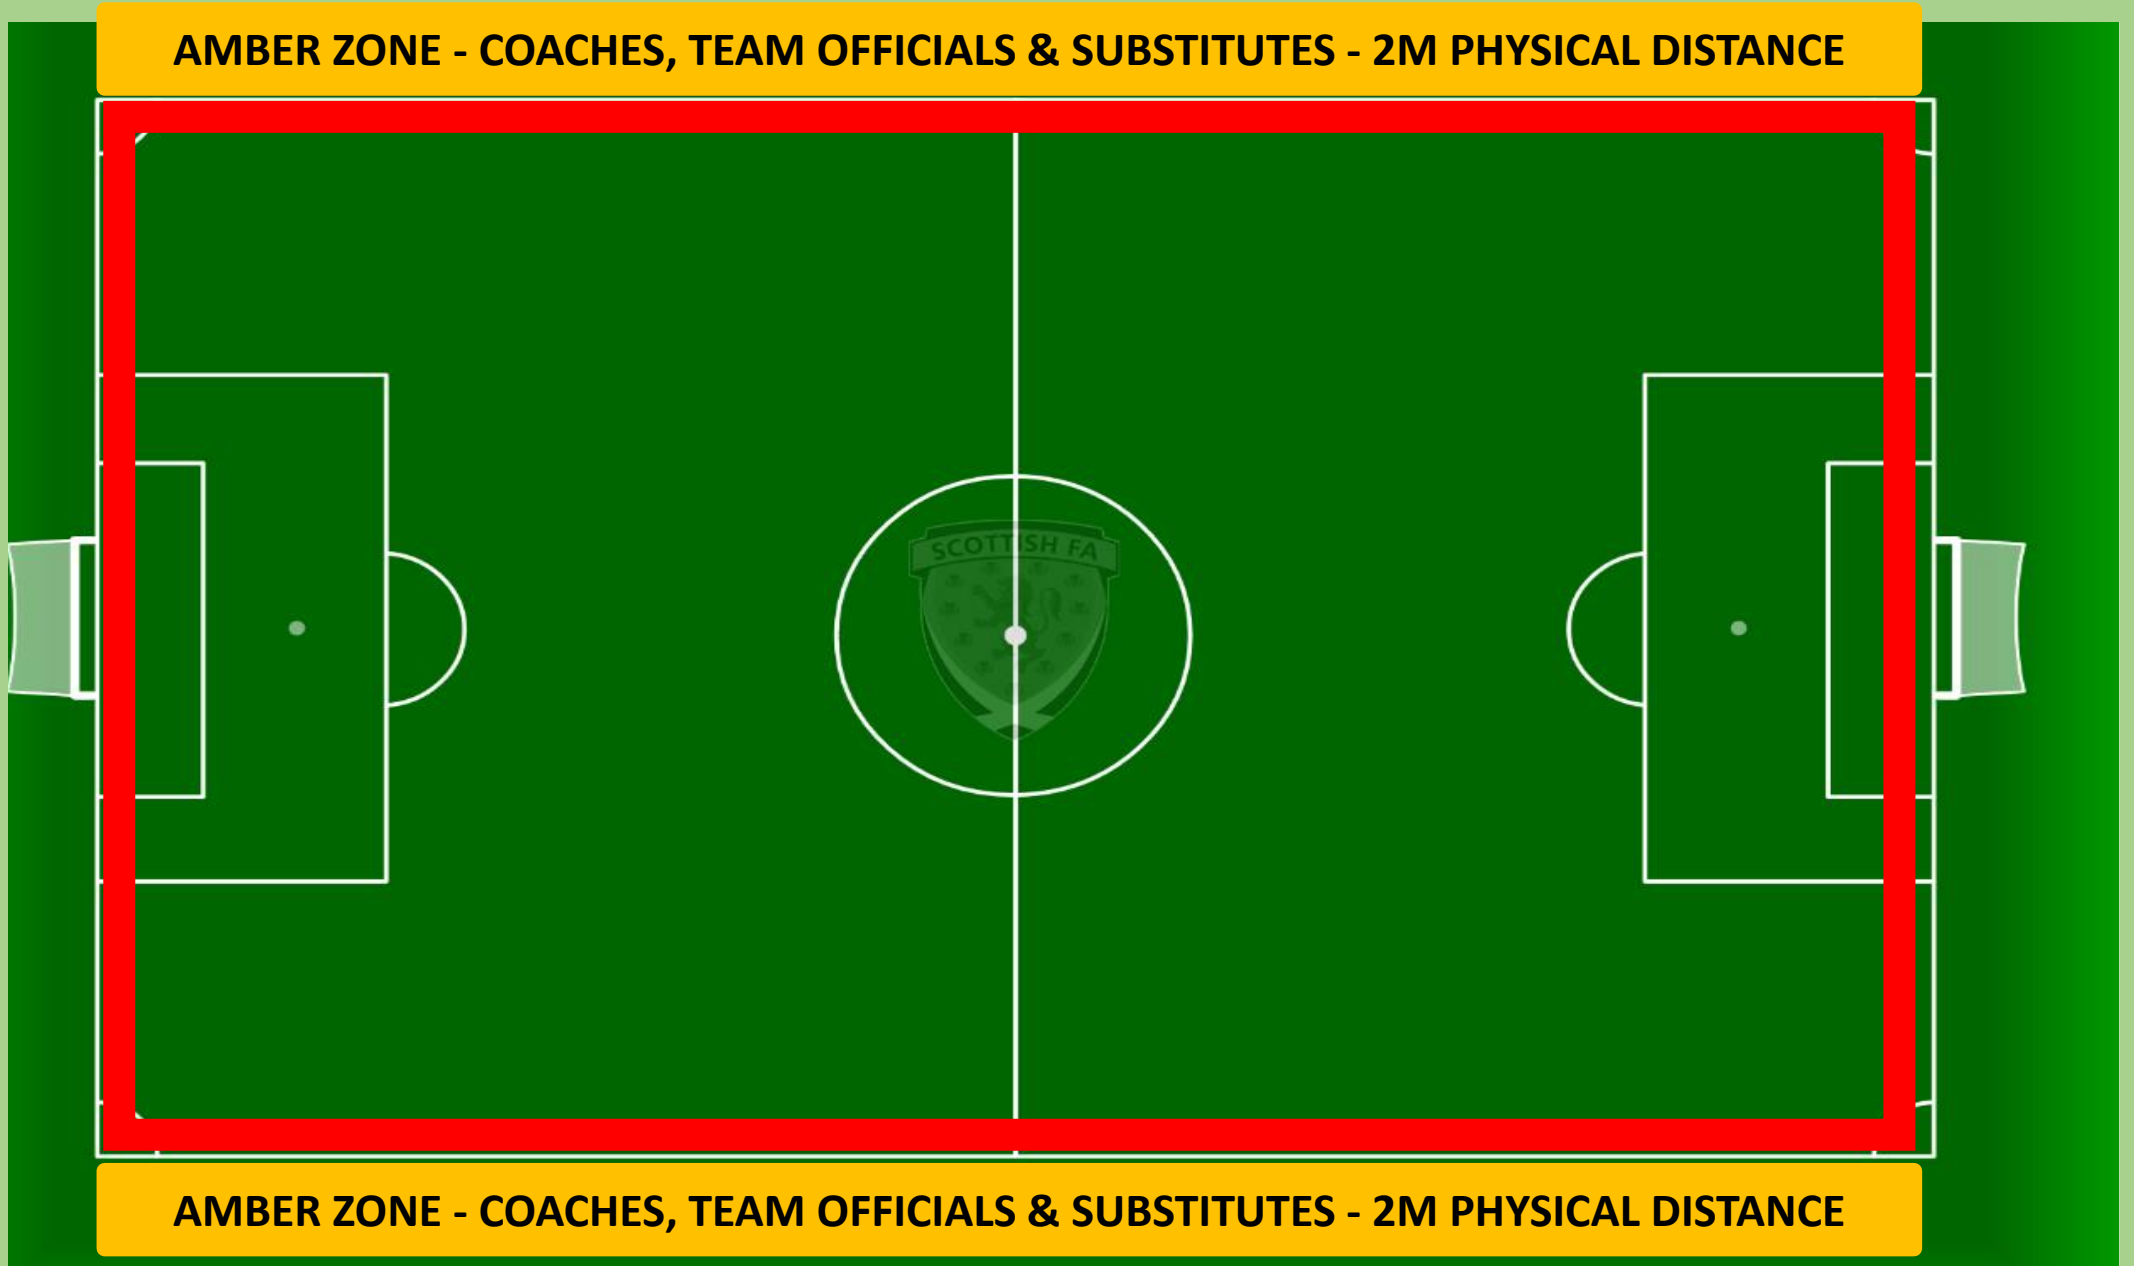 AMBER ZONE - COACHES, TEAM OFFICIALS & SUBSTITUTES - 2M PHYSICAL DISTANCE
SCOTTISH FA
AMBER ZONE - COACHES, TEAM OFFICIALS & SUBSTITUTES - 2M PHYSICAL DISTANCE